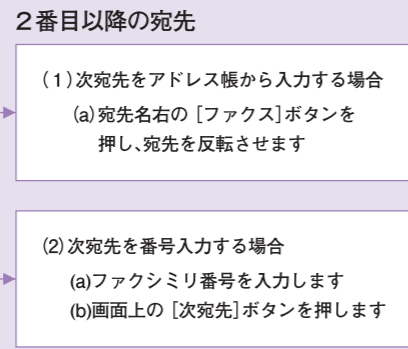 2番目以降の宛先
(1)次宛先をアドレス帳から入力する場合
(a)宛先名右の[ファクス]ボタンを
押し、宛先を反転させます
(2)次宛先を番号入力する場合
(a)ファクシミリ番号を入力します
(b)画面上の[次宛先]ボタンを押します